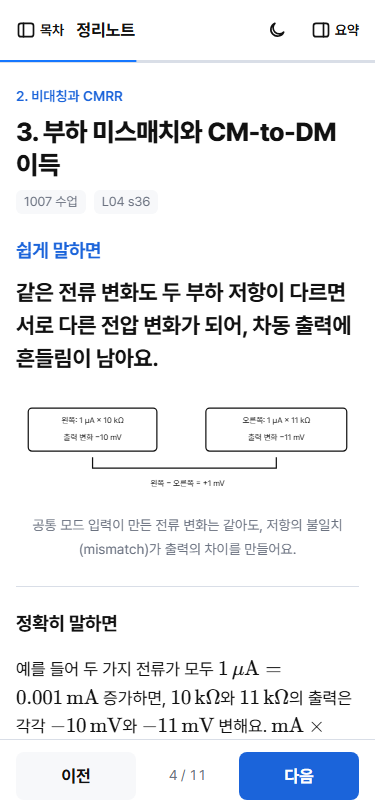 목차 정리노트 요약
2. 비대칭과 CMRR
3. 부하 미스매치와 CM-to-DM
이득
1007 수업 L04 s36
쉽게 말하면
같은 전류 변화도 두 부하 저항이 다르면
서로 다른 전압 변화가 되어, 차동 출력에
흔들림이 남아요.
왼쪽: 1 μA × 10 kΩ
출력 변화 −10 mV
오른쪽: 1 μA × 11 kΩ
출력 변화 −11 mV
왼쪽 − 오른쪽 = +1 mV
공통 모드 입력이 만든 전류 변화는 같아도, 저항의 불일치
(mismatch)가 출력의 차이를 만들어요.
정확히 말하면
예를 들어 두 가지 전류가 모두 1 μA =
0.001 mA 증가하면, 10 kΩ와 11 kΩ의 출력은
각각 −10 mV와 −11 mV 변해요. mA ×
이전 4 / 11 다음